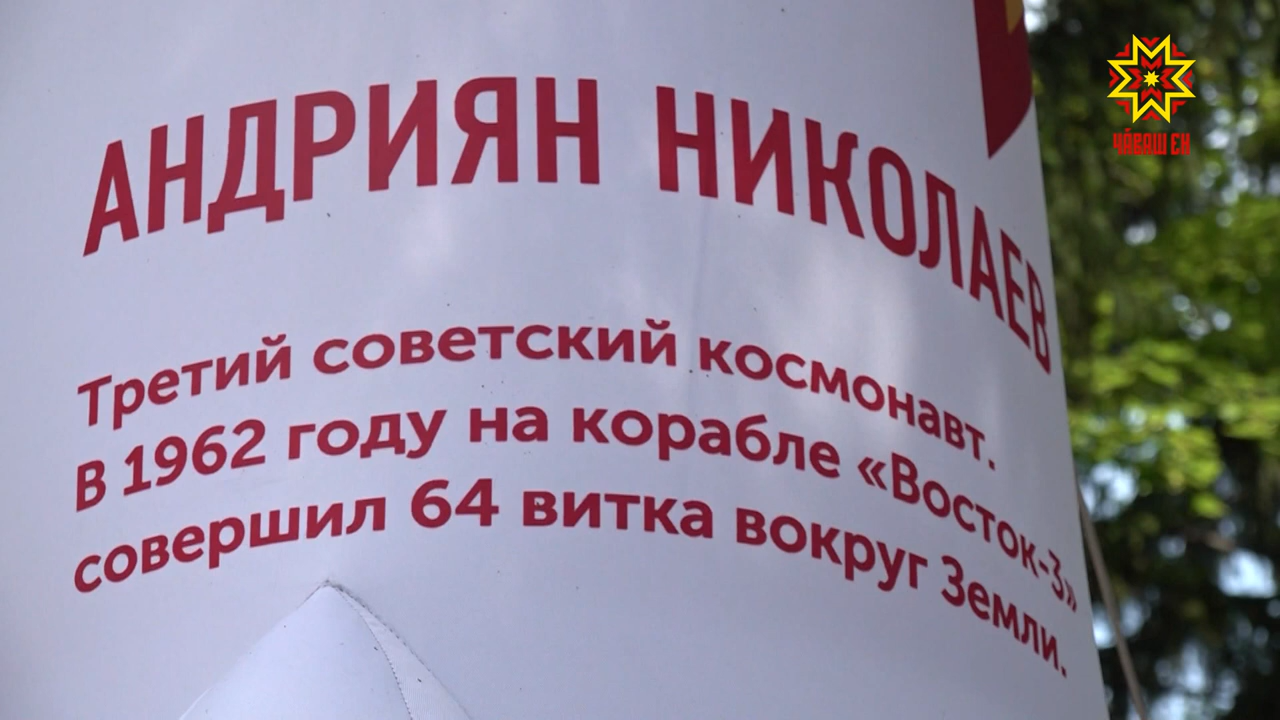 АНДРИЯН НИКОЛАЕВ
Третий советский космонавт.
В 1962 году на корабле «Восток-3»
совершил 64 витка вокруг Земли.
ЧӐВАШ ЕН